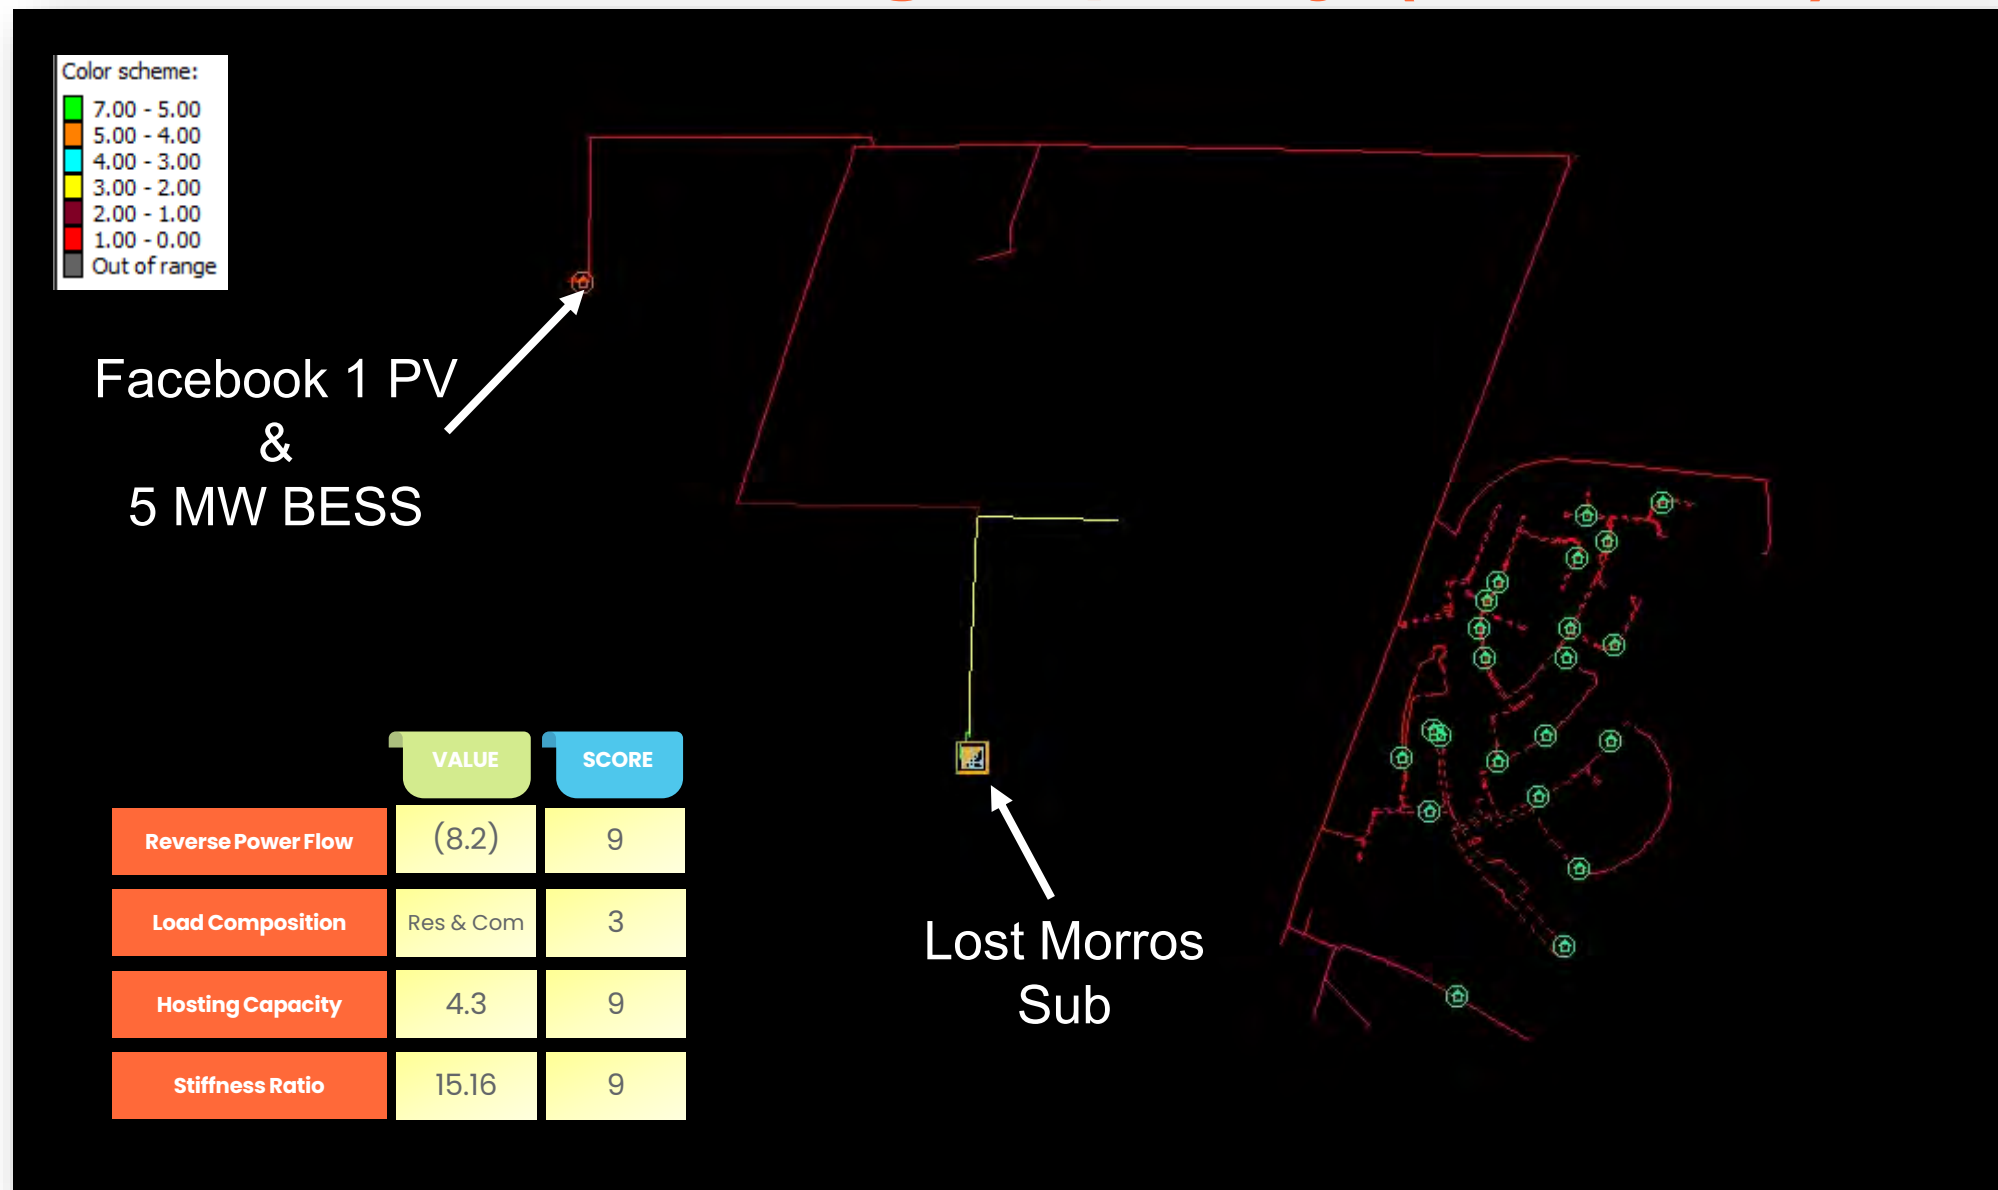 Color scheme:
7.00 - 5.00
5.00 - 4.00
4.00 - 3.00
3.00 - 2.00
2.00 - 1.00
1.00 - 0.00
Out of range
Facebook 1 PV
&
5 MW BESS
VALUE SCORE
Reverse Power Flow (8.2) 9
Load Composition Res & Com 3
Hosting Capacity 4.3 9
Stiffness Ratio 15.16 9
Lost Morros
Sub